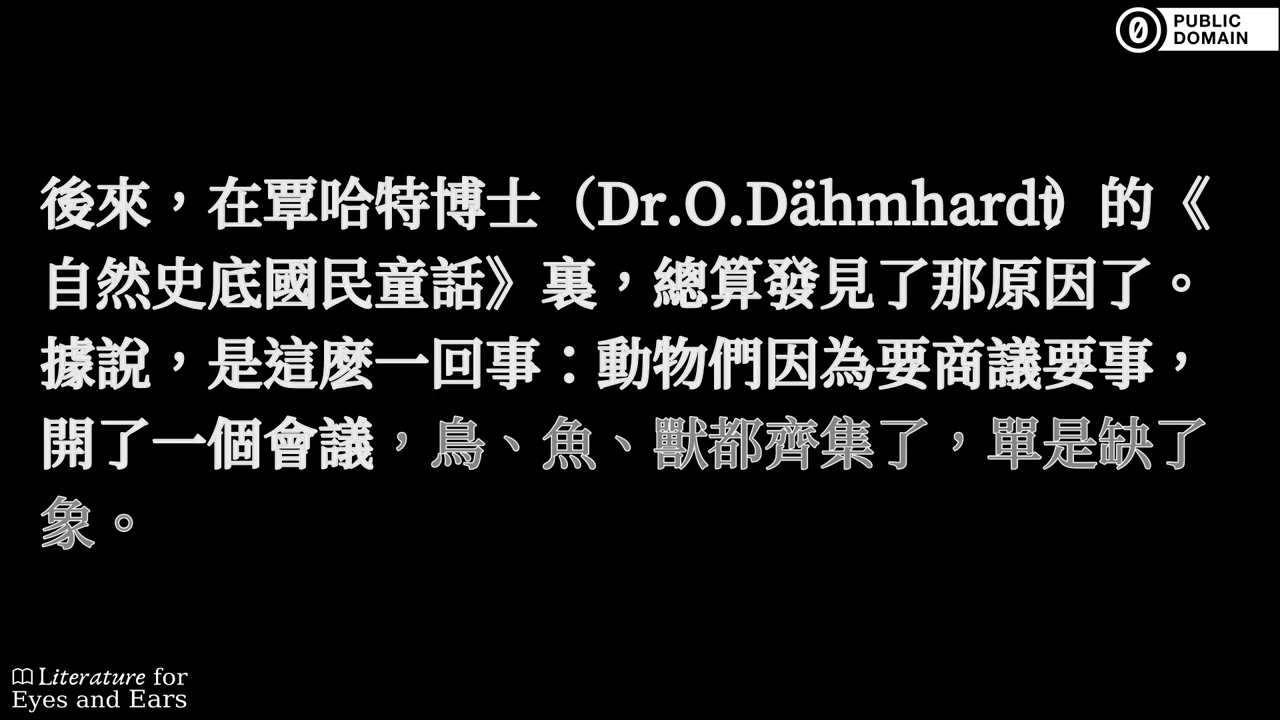 PUBLIC
DOMAIN
後來，在覃哈特博士（Dr.O.Dähmhardt）的《
自然史底國民童話》裏，總算發見了那原因了。
據說，是這麽一回事：動物們因為要商議要事，
開了一個會議，鳥、魚、獸都齊集了，單是缺了
象。
Literature for
Eyes and Ears